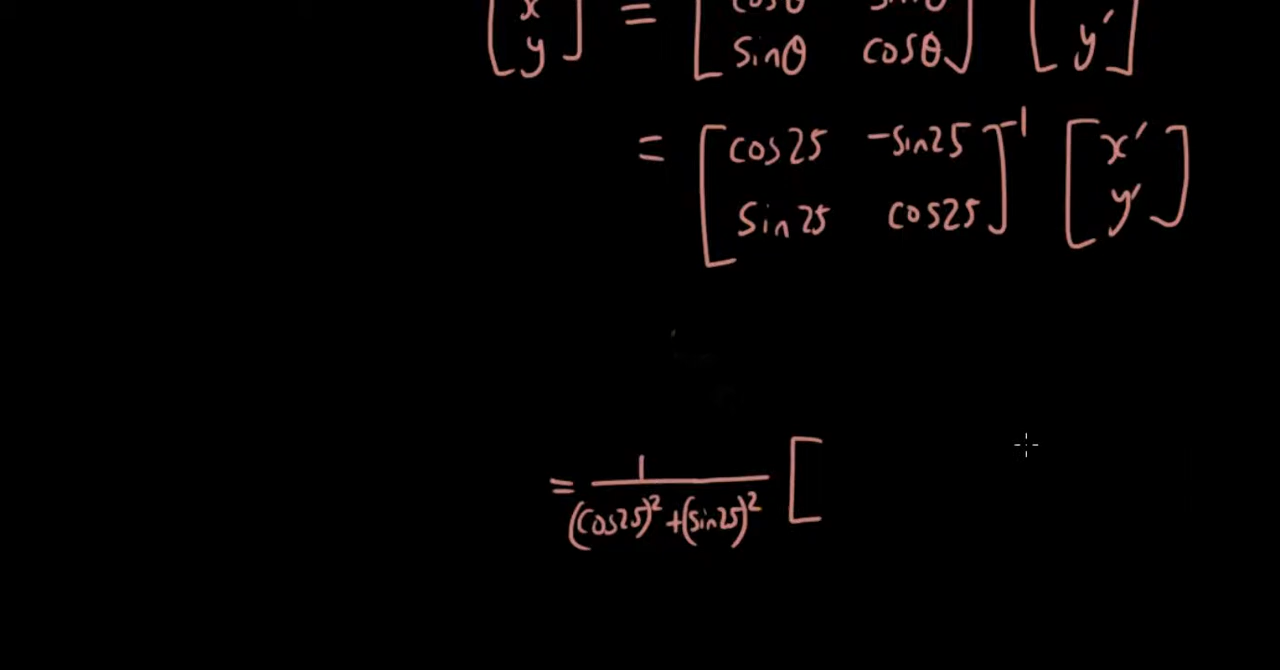 [x] = [cosθ sinθ] [
[y] [sinθ cosθ] [y′]
= [cos25 -sin25]⁻¹ [x′]
[sin25 cos25] [y′]
= 1 [
(cos25)² + (sin25)²